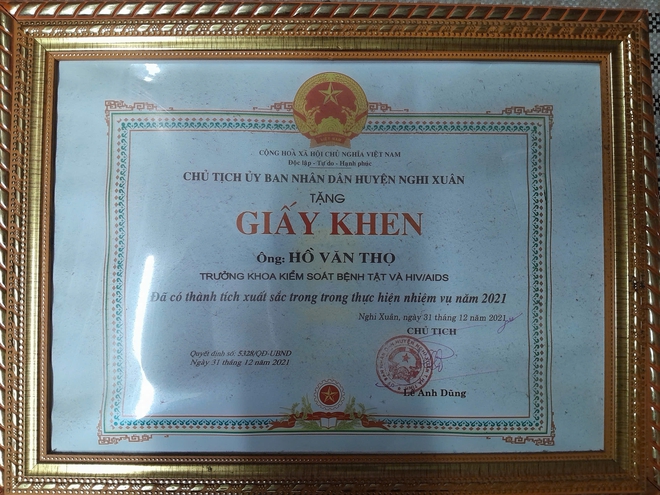 CỘNG HOÀ XÃ HỘI CHỦ NGHĨA VIỆT NAM
Độc lập - Tự do - Hạnh phúc
CHỦ TỊCH ỦY BAN NHÂN DÂN HUYỆN NGHI XUÂN
TẶNG
GIẤY KHEN
Ông: HỒ VĂN THỌ
TRƯỞNG KHOA KIỂM SOÁT BỆNH TẬT VÀ HIV/AIDS
Đã có thành tích xuất sắc trong trong thực hiện nhiệm vụ năm 2021
Nghi Xuân, ngày 31 tháng 12 năm 2021
CHỦ TỊCH
Quyết định số: 5328/QĐ-UBND
Ngày 31 tháng 12 năm 2021
Lê Anh Dũng